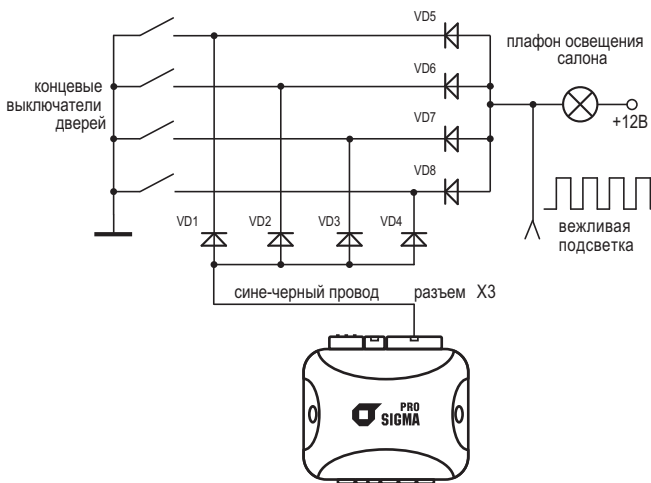 VD5
плафон освещения
салона
VD6
концевые
выключатели
дверей
+12В
VD7
VD8
VD1
VD2
VD3
VD4
вежливая
подсветка
сине-черный провод
разъем X3
PRO
SIGMA